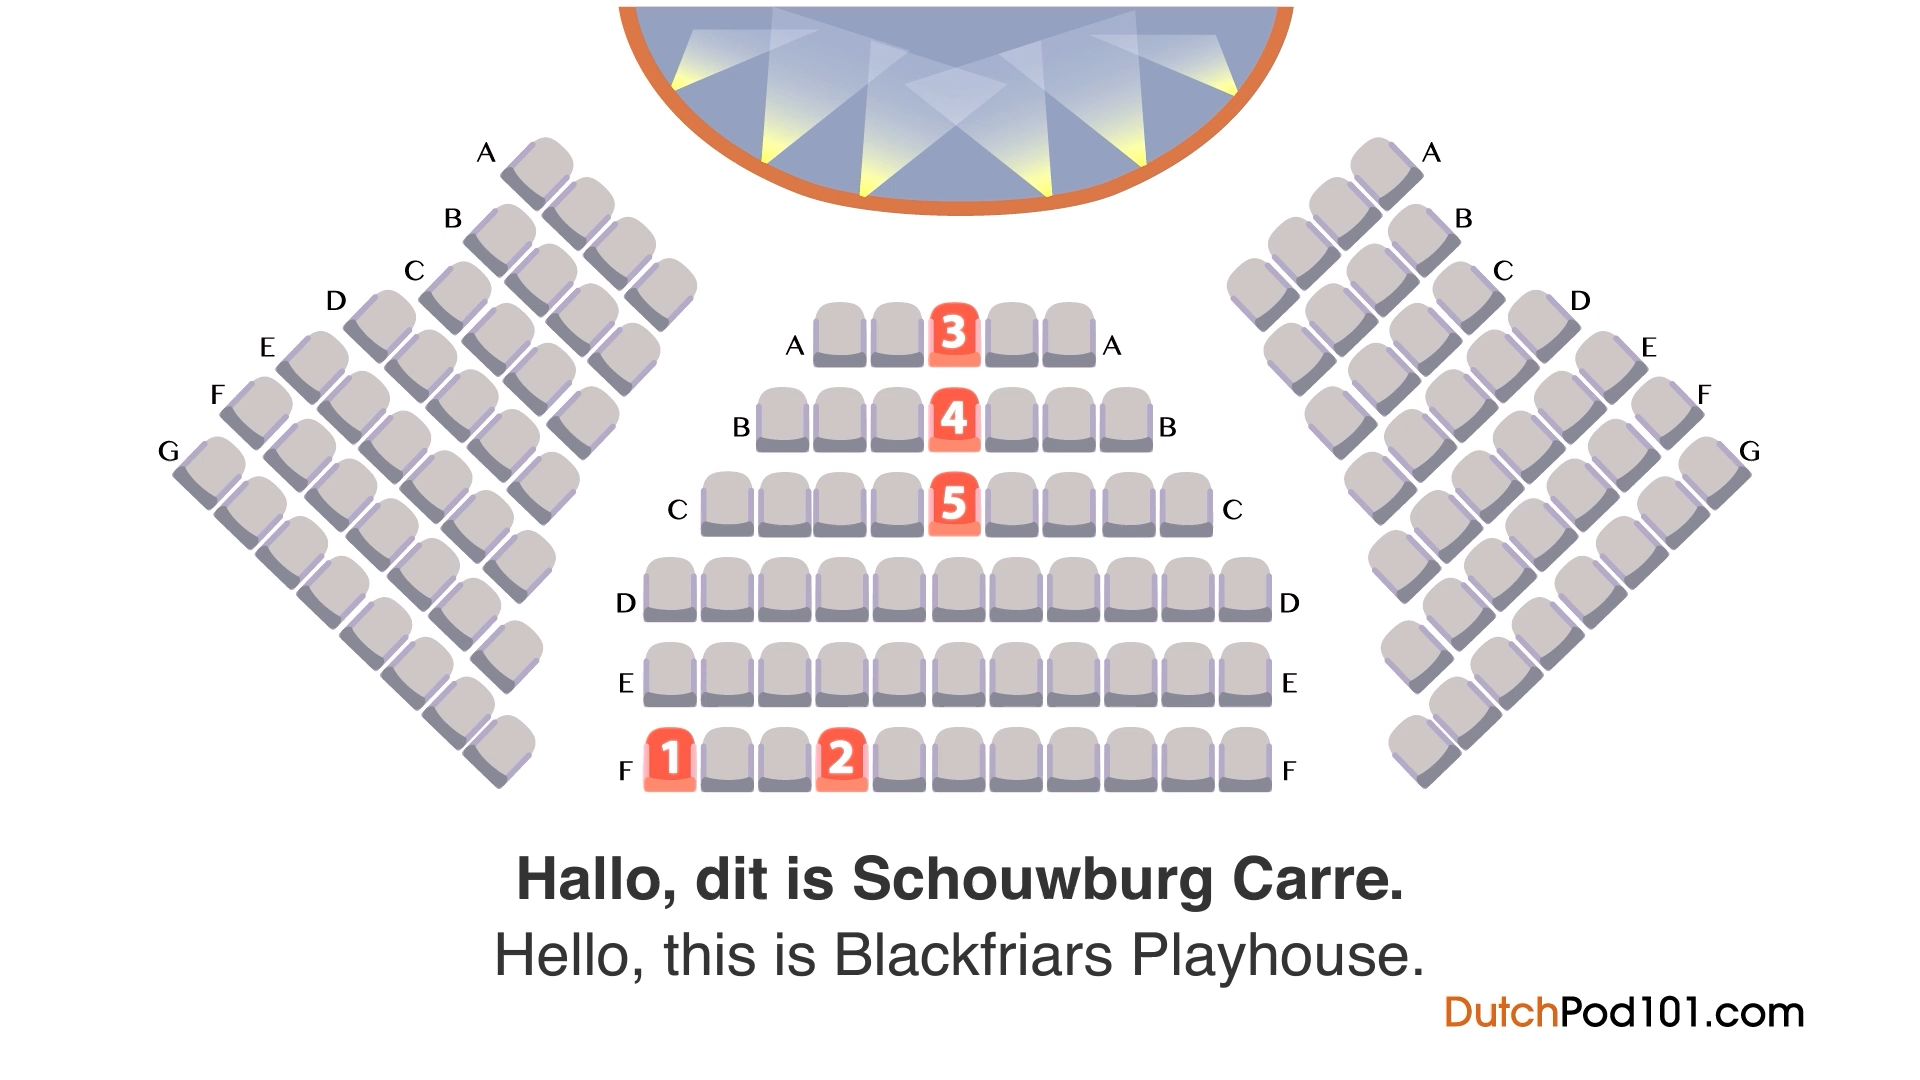 A A
B B
C C
D D
E E
F F
G G
A 3 A
B 4 B
C 5 C
D D
E E
F 1 2 F
Hallo, dit is Schouwburg Carre.
Hello, this is Blackfriars Playhouse.
DutchPod101.com